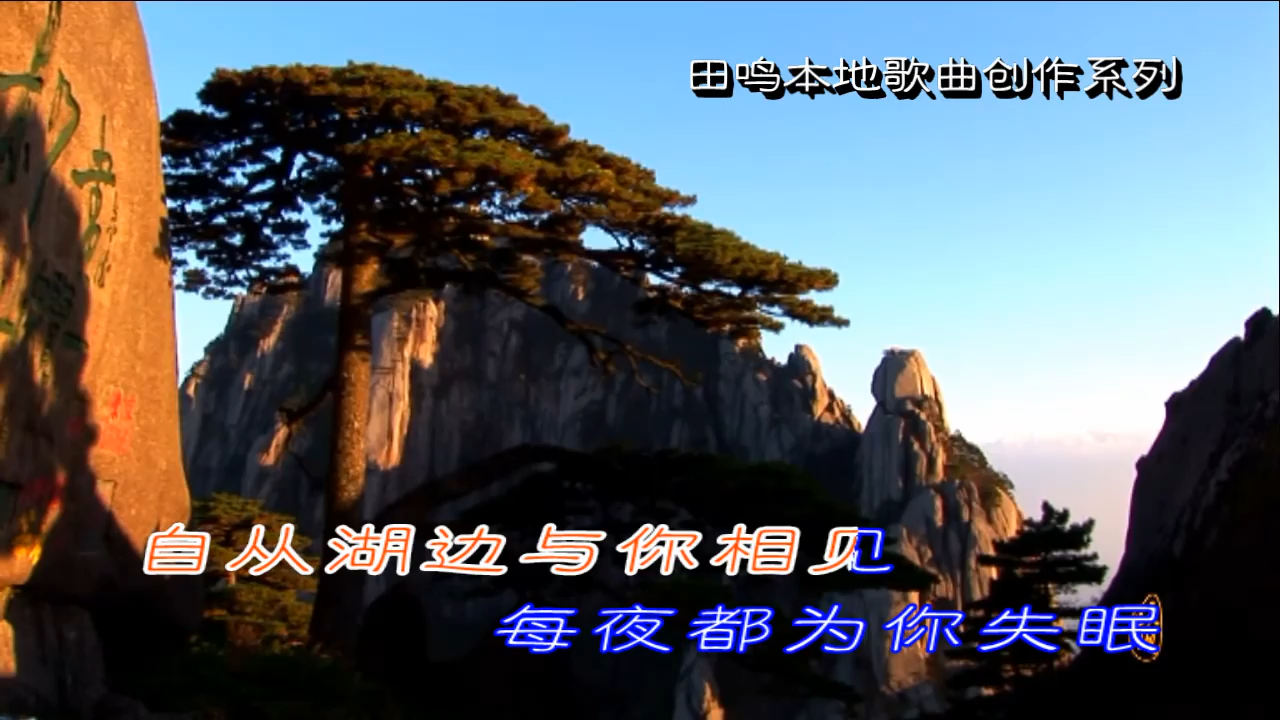 田鸣本地歌曲创作系列
自从湖边与你相见
每夜都为你失眠